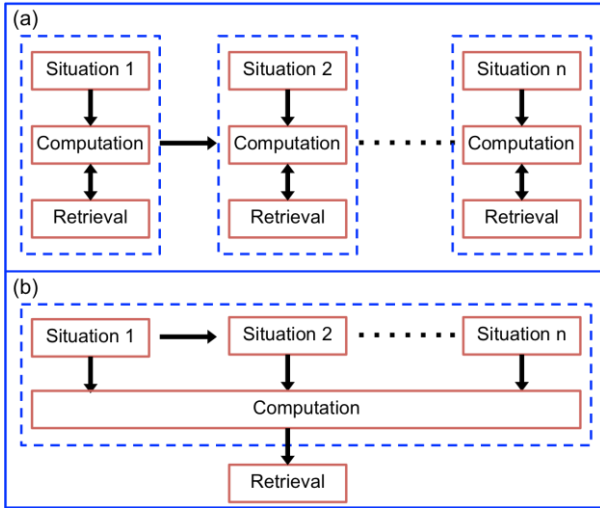 (a)
Situation 1
Situation 2
Situation n
Computation
Computation
Computation
Retrieval
Retrieval
Retrieval
(b)
Situation 1
Situation 2
Situation n
Computation
Retrieval